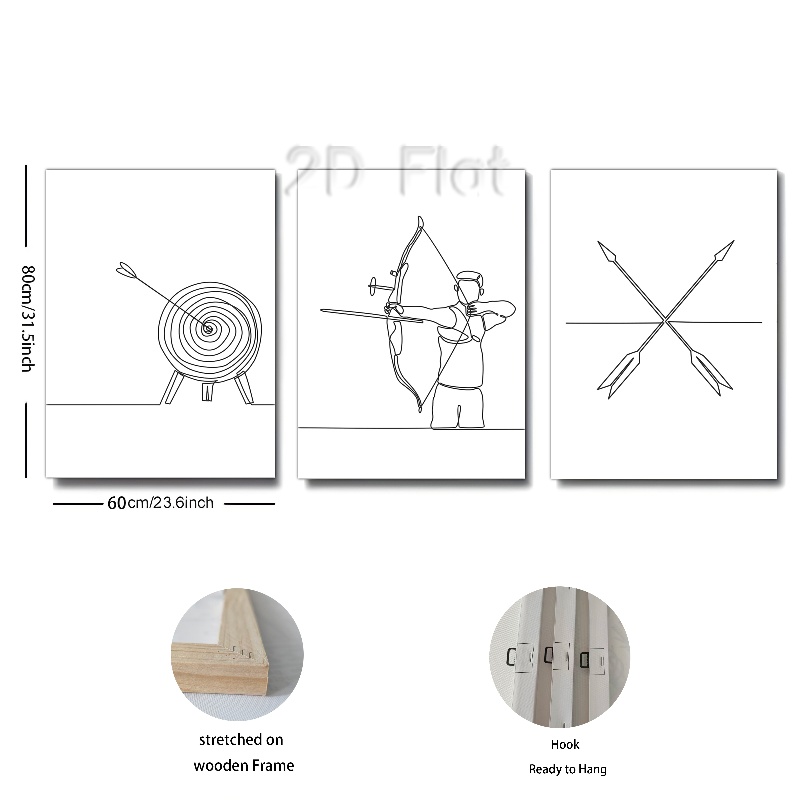 2D Flat
80cm/31.5inch
60cm/23.6inch
stretched on
wooden Frame
Hook
Ready to Hang